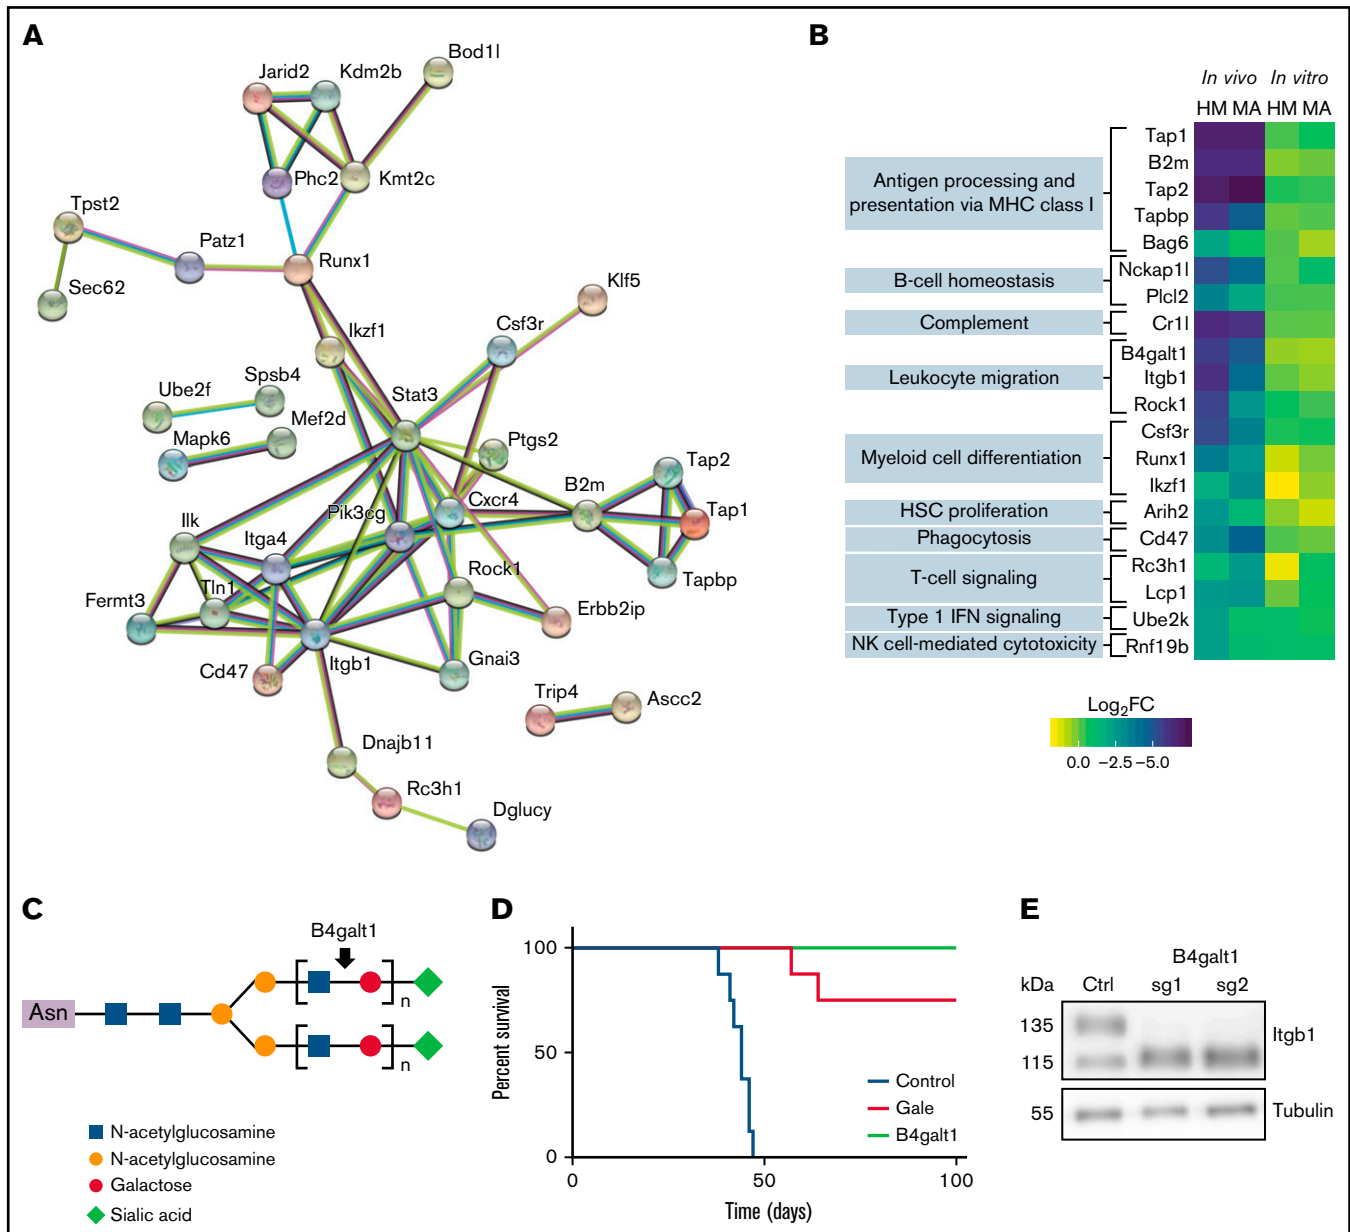 A
Bod1l
Jarid2
Kdm2b
Phc2
Kmt2c
Tpst2
Patz1
Runx1
Sec62
Klf5
Ikzf1
Csf3r
Ube2f
Spsb4
Stat3
Mapk6
Mef2d
Ptgs2
Tap2
B2m
Cxcr4
Tap1
Pik3cg
Ilk
Itga4
Tapbp
Rock1
Tln1
Fermt3
Erbb2ip
Itgb1
Cd47
Gnai3
Trip4
Ascc2
Dnajb11
Rc3h1
Dglucy
B
In vivo In vitro
HM MA HM MA
Antigen processing and
presentation via MHC class I
Tap1
B2m
Tap2
Tapbp
Bag6
B-cell homeostasis
Nckap1l
Plcl2
Complement
Cr1l
Leukocyte migration
B4galt1
Itgb1
Rock1
Myeloid cell differentiation
Csf3r
Runx1
Ikzf1
HSC proliferation
Arih2
Phagocytosis
Cd47
T-cell signaling
Rc3h1
Lcp1
Type 1 IFN signaling
Ube2k
NK cell-mediated cytotoxicity
Rnf19b
Log2FC
0.0 −2.5 −5.0
C
B4galt1
Asn
n
n
N-acetylglucosamine
N-acetylglucosamine
Galactose
Sialic acid
D
Percent survival
100
50
0
0 50 100
Time (days)
Control
Gale
B4galt1
E
B4galt1
kDa Ctrl sg1 sg2
135
115
Itgb1
55
Tubulin